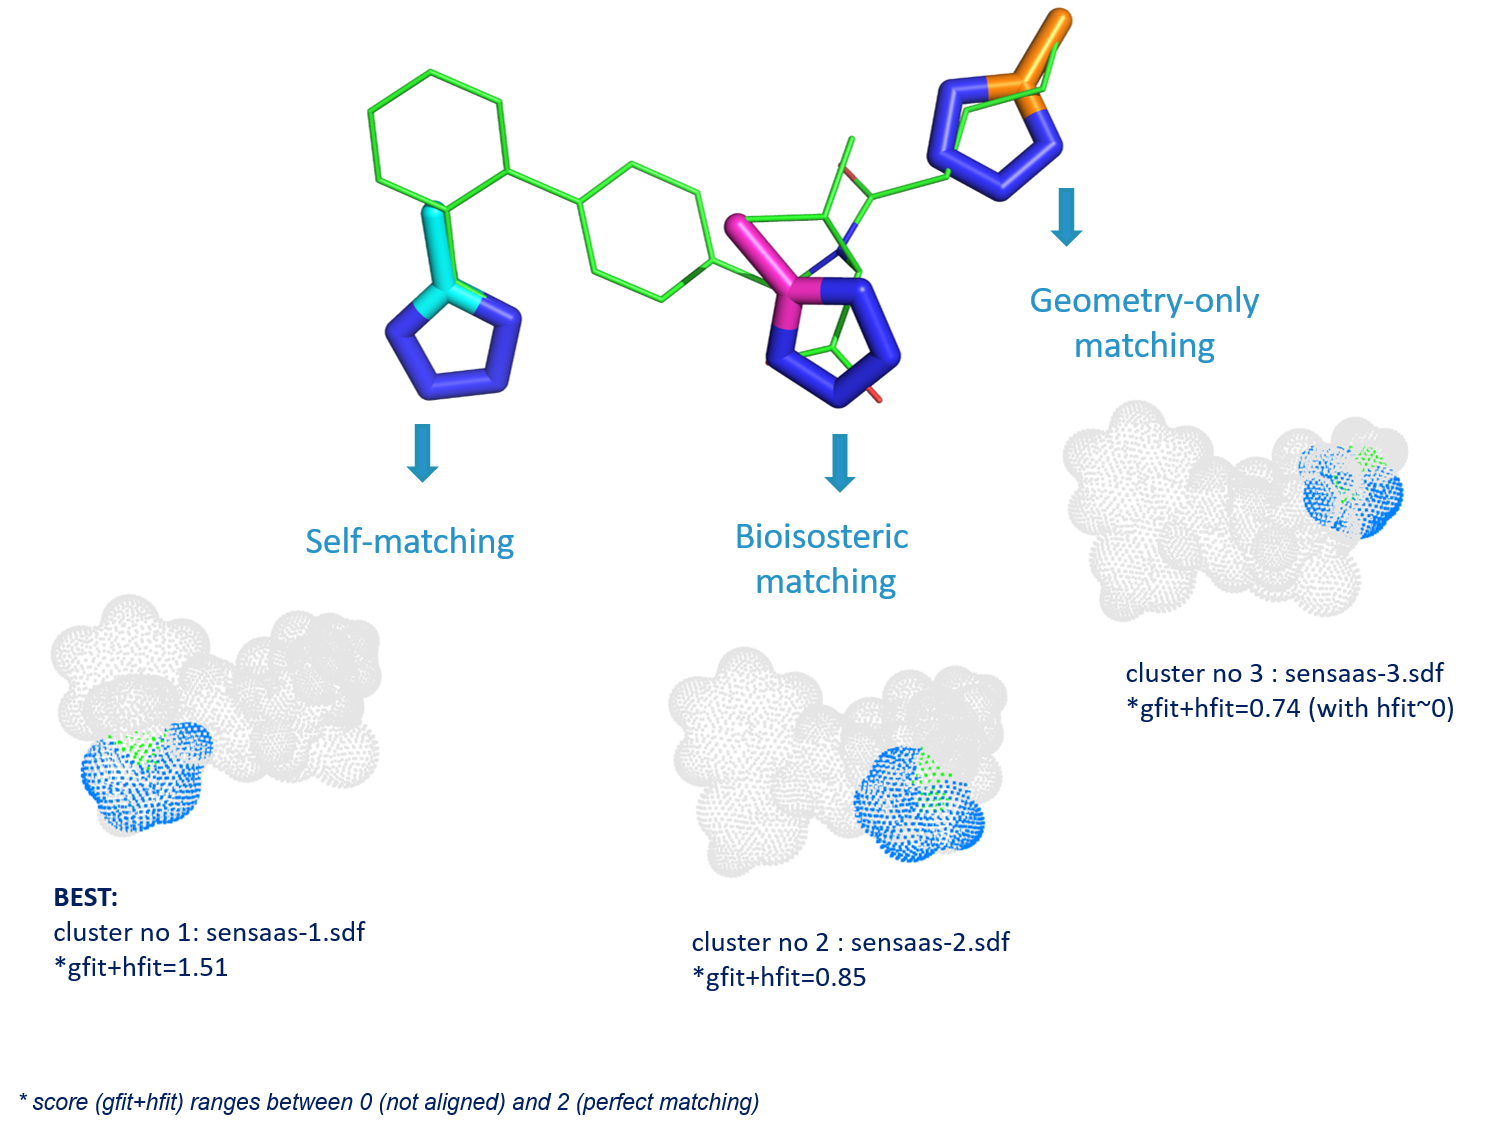 Geometry-only
matching
Self-matching
Bioisosteric
matching
cluster no 3 : sensaas-3.sdf
*gfit+hfit=0.74 (with hfit~0)
BEST:
cluster no 1: sensaas-1.sdf
*gfit+hfit=1.51
cluster no 2 : sensaas-2.sdf
*gfit+hfit=0.85
* score (gfit+hfit) ranges between 0 (not aligned) and 2 (perfect matching)